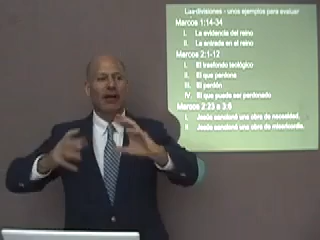 Las divisiones - unos ejemplos para evaluar
Marcos 1:14-34
I. La evidencia del reino
II. La entrada en el reino
Marcos 2:1-12
I. El trasfondo teológico
II. El que perdona
III. El perdón
IV. El que puede ser perdonado
Marcos 2:23 a 3:6
I. Jesús sancionó una obra de necesidad.
II Jesús sancionó una obra de misericordia.